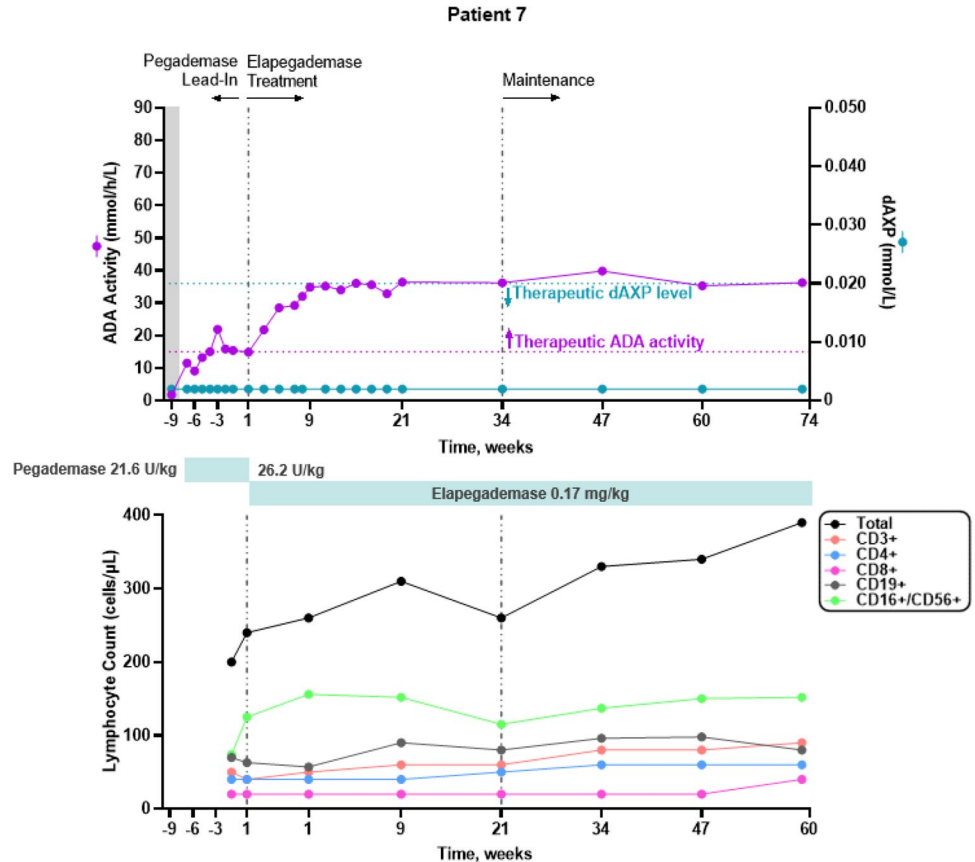 Patient 7
Pegademase
Lead-In
Elapegademase
Treatment
Maintenance
ADA Activity (mmol/h/L)
90
80
70
60
50
40
30
20
10
0
0.050
0.040
0.030
0.020
0.010
0
dAXP (mmol/L)
Therapeutic dAXP level
Therapeutic ADA activity
-9 -6 -3 1 9 21 34 47 60 74
Time, weeks
Pegademase 21.6 U/kg
26.2 U/kg
Elapegademase 0.17 mg/kg
Lymphocyte Count (cells/µL)
400
300
200
100
0
Total
CD3+
CD4+
CD8+
CD19+
CD16+/CD56+
-9 -6 -3 1 1 9 21 34 47 60
Time, weeks